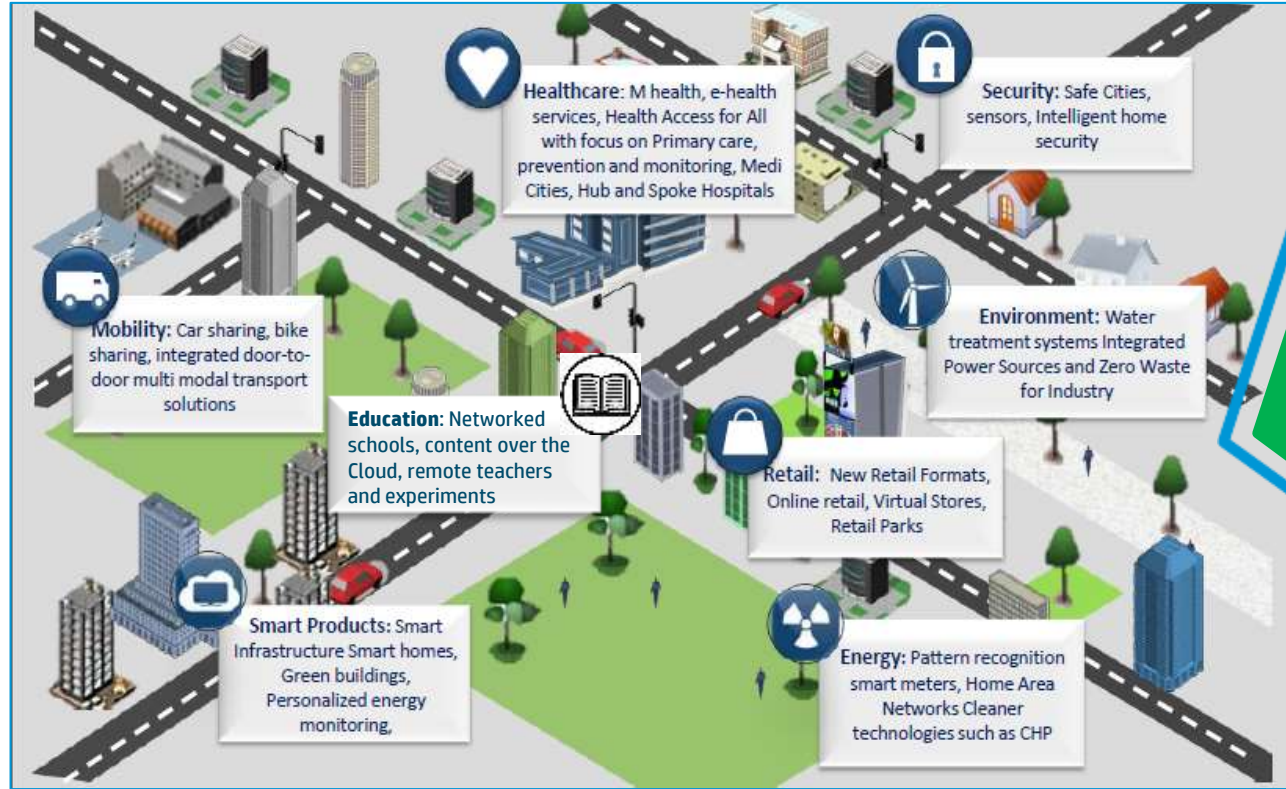 Healthcare: M health, e-health
services, Health Access for All
with focus on Primary care,
prevention and monitoring, Medi
Cities, Hub and Spoke Hospitals
Security: Safe Cities,
sensors, Intelligent home
security
Mobility: Car sharing, bike
sharing, integrated door-to-
door multi modal transport
solutions
Environment: Water
treatment systems Integrated
Power Sources and Zero Waste
for Industry
Education: Networked
schools, content over the
Cloud, remote teachers
and experiments
Retail: New Retail Formats,
Online retail, Virtual Stores,
Retail Parks
Smart Products: Smart
Infrastructure Smart homes,
Green buildings,
Personalized energy
monitoring,
Energy: Pattern recognition
smart meters, Home Area
Networks Cleaner
technologies such as CHP